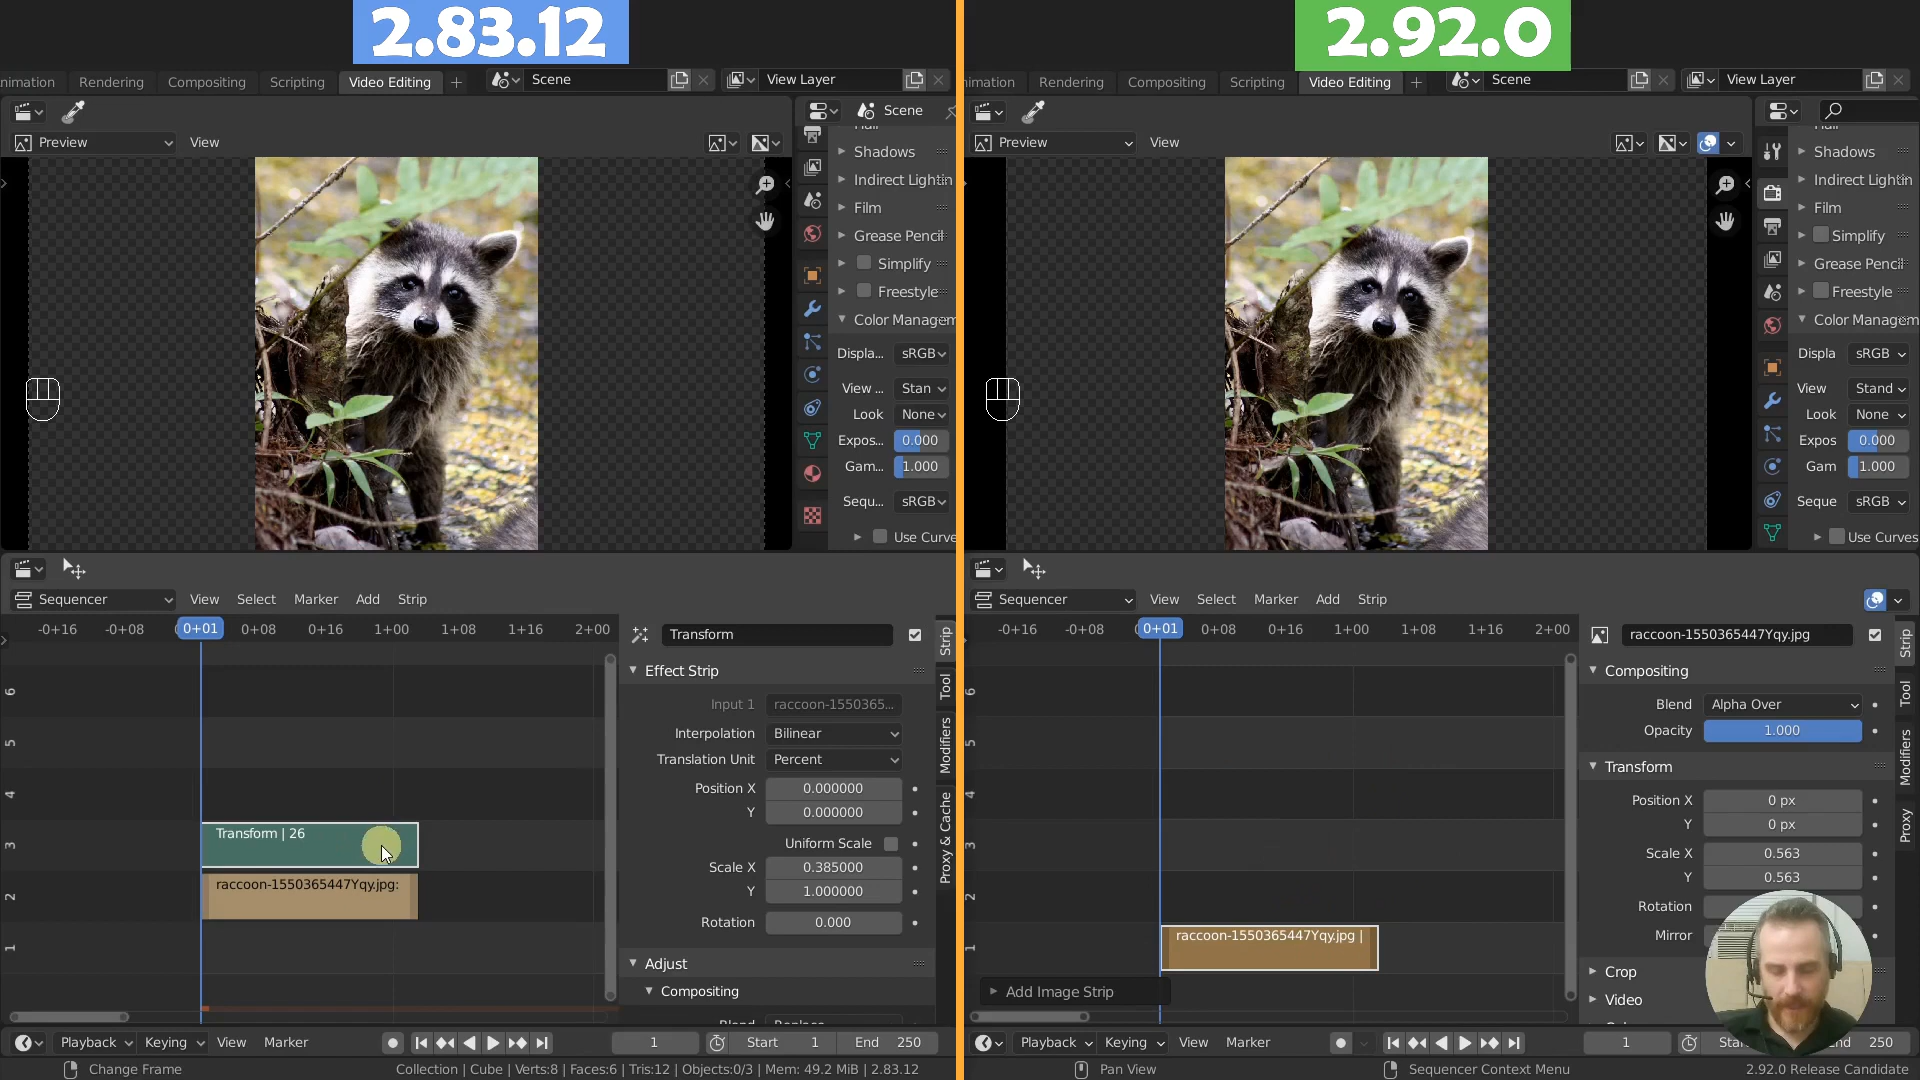 2.83.12
nimation Rendering Compositing Scripting Video Editing + Scene View Layer
Scene
Preview View
Shadows
Indirect Lightin
Film
Grease Pencil
Simplify
Freestyle
Color Managem
Displa... sRGB
View ... Stan
Look None
Expos... 0.000
Gam... 1.000
Sequ... sRGB
Use Curve
Sequencer View Select Marker Add Strip
-0+16 -0+08 0+01 0+08 0+16 1+00 1+08 1+16 2+00
6
5
4
3
2
1
Transform | 26
raccoon-1550365447Yqy.jpg:
Transform
Effect Strip
Input 1 raccoon-1550365...
Interpolation Bilinear
Translation Unit Percent
Position X 0.000000
Y 0.000000
Uniform Scale
Scale X 0.385000
Y 1.000000
Rotation 0.000
Adjust
Compositing
Strip
Tool
Modifiers
Proxy & Cache
Playback Keying View Marker 1 Start 1 End 250
Change Frame Collection | Cube | Verts:8 | Faces:6 | Tris:12 | Objects:0/3 | Mem: 49.2 MiB | 2.83.12
2.92.0
nimation Rendering Compositing Scripting Video Editing + Scene View Layer
Preview View
Shadows
Indirect Lightin
Film
Simplify
Grease Pencil
Freestyle
Color Managem
Displa sRGB
View Stand
Look None
Expos 0.000
Gam 1.000
Seque sRGB
Use Curves
Sequencer View Select Marker Add Strip
-0+16 -0+08 0+01 0+08 0+16 1+00 1+08 1+16 2+00
6
5
4
3
2
1
raccoon-1550365447Yqy.jpg |
Add Image Strip
raccoon-1550365447Yqy.jpg
Compositing
Blend Alpha Over
Opacity 1.000
Transform
Position X 0 px
Y 0 px
Scale X 0.563
Y 0.563
Rotation
Mirror
Crop
Video
Strip
Tool
Modifiers
Proxy
Playback Keying View Marker 1 250
Pan View Sequencer Context Menu 2.92.0 Release Candidate